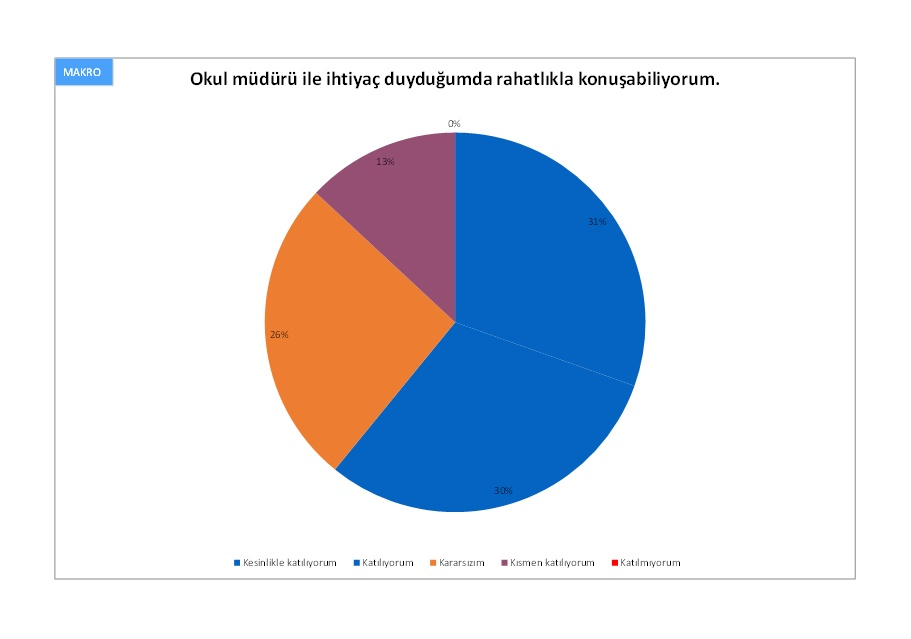 MAKRO
Okul müdürü ile ihtiyaç duyduğumda rahatlıkla konuşabiliyorum.
0%
13%
31%
26%
30%
Kesinlikle katılıyorum Katılıyorum Kararsızım Kısmen katılıyorum Katılmıyorum